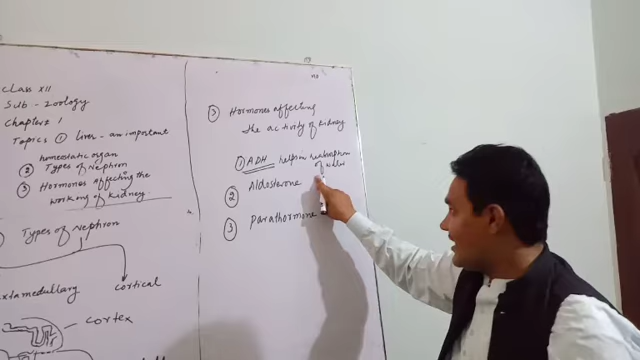 class XII
Sub - Zoology
Chapter 1
Topics ① liver - an important
homeostatic organ
② Types of Nephron
③ Hormones affecting the
working of kidney.
Types of Nephron
cortical
cortex
③ Hormones affecting
the activity of kidney
① ADH helps in reabsorption
of water
② Aldosterone
③ Parathormone